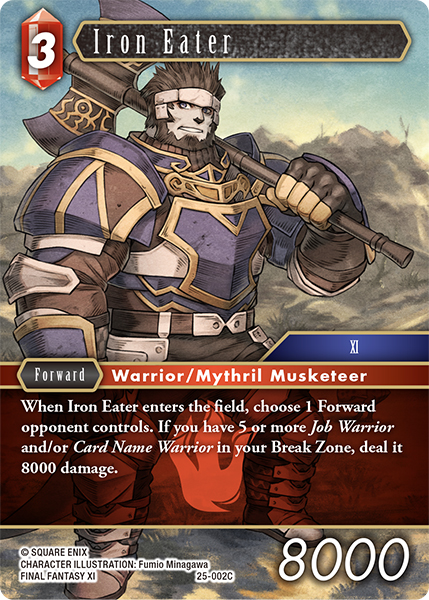 3
Iron Eater
XI
Forward
Warrior/Mythril Musketeer
When Iron Eater enters the field, choose 1 Forward
opponent controls. If you have 5 or more Job Warrior
and/or Card Name Warrior in your Break Zone, deal it
8000 damage.
© SQUARE ENIX
CHARACTER ILLUSTRATION: Fumio Minagawa
FINAL FANTASY XI
25-002C
8000